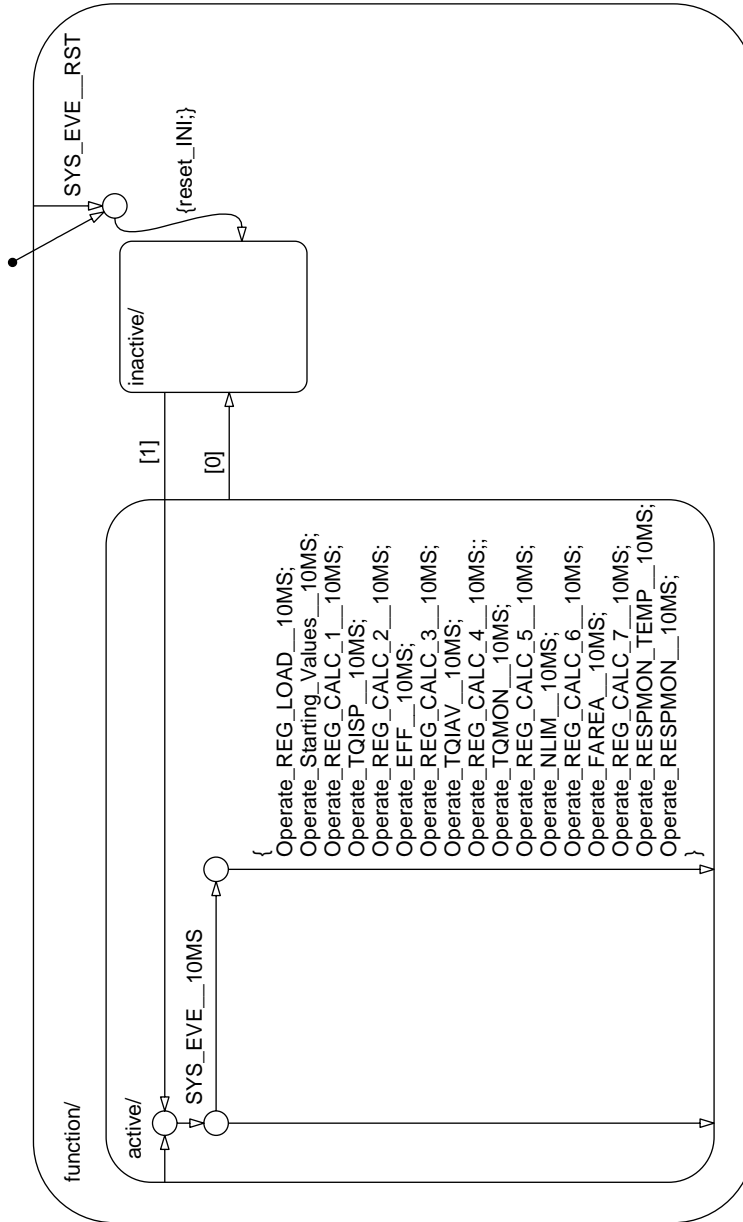 function/
SYS_EVE__RST
{reset_INI;}
inactive/
[1]
[0]
active/
SYS_EVE__10MS
{
Operate_REG_LOAD__10MS;
Operate_Starting_Values__10MS;
Operate_REG_CALC_1__10MS;
Operate_TQISP__10MS;
Operate_REG_CALC_2__10MS;
Operate_EFF__10MS;
Operate_REG_CALC_3__10MS;
Operate_TQIAV__10MS;
Operate_REG_CALC_4__10MS;;
Operate_TQMON__10MS;
Operate_REG_CALC_5__10MS;
Operate_NLIM__10MS;
Operate_REG_CALC_6__10MS;
Operate_FAREA__10MS;
Operate_REG_CALC_7__10MS;
Operate_RESPMON_TEMP__10MS;
Operate_RESPMON__10MS;
}